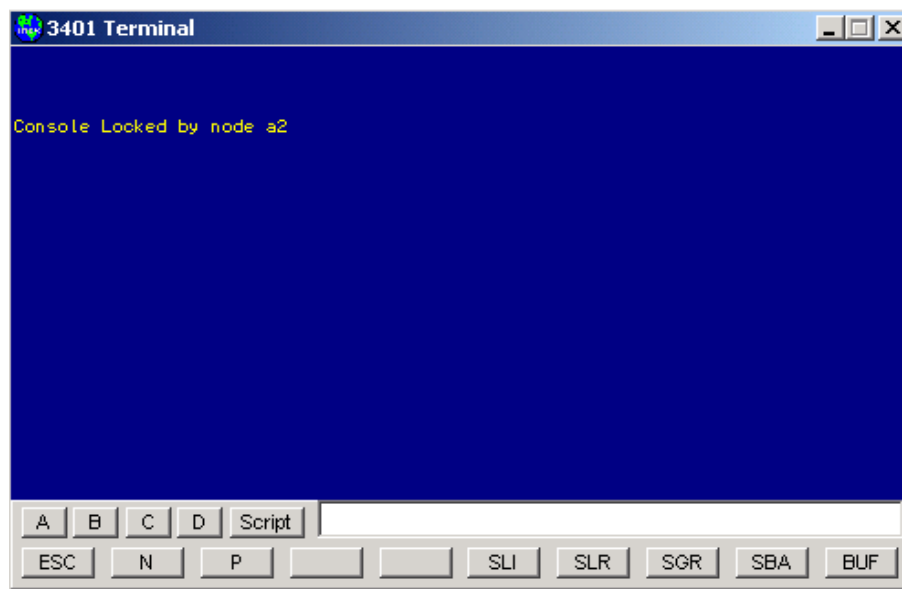 3401 Terminal
Console Locked by node a2
A B C D Script
ESC N P SLI SLR SGR SBA BUF